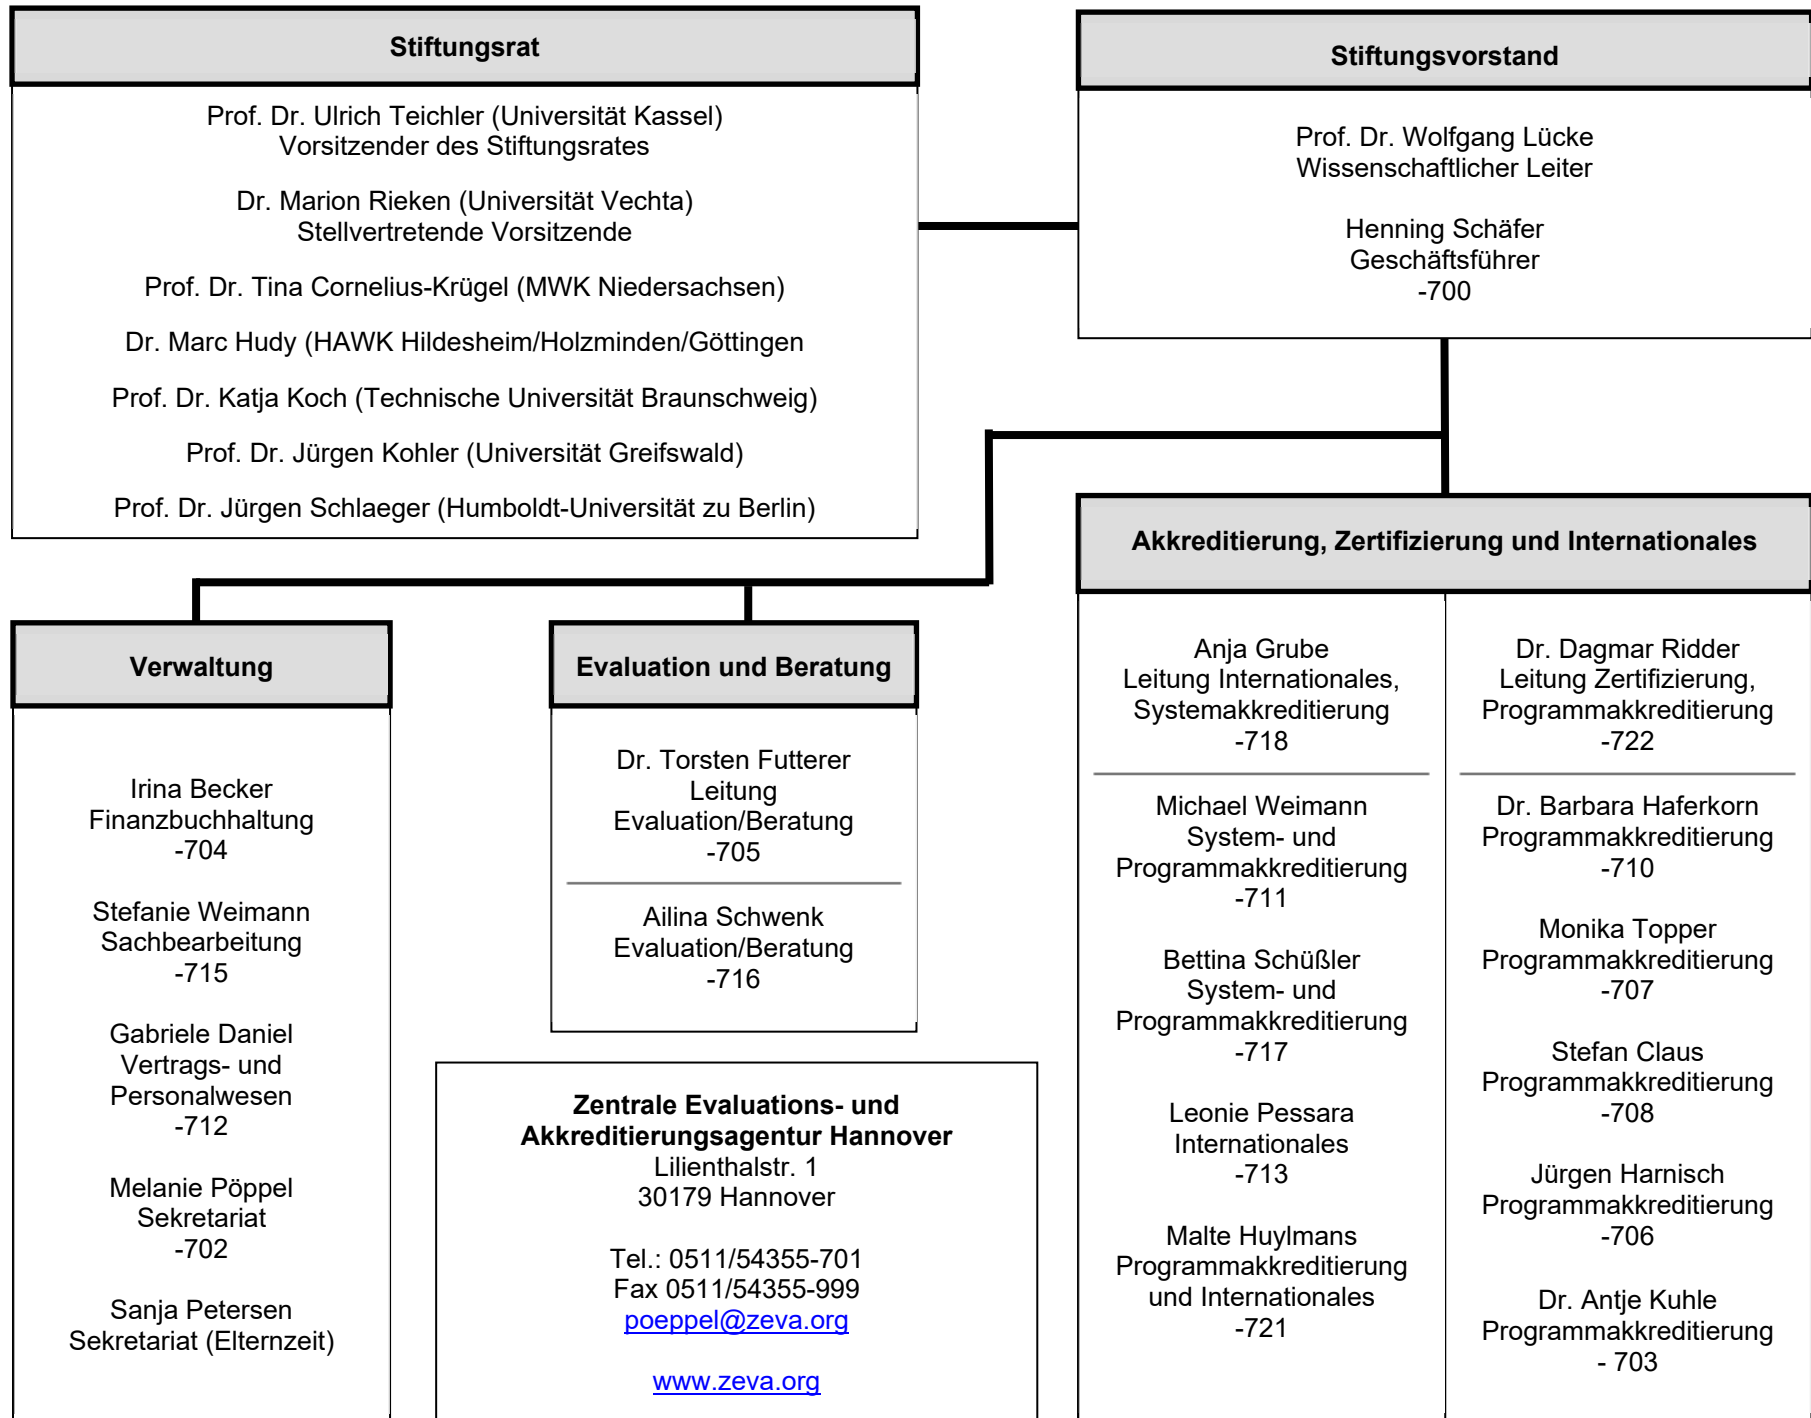 Stiftungsrat
Prof. Dr. Ulrich Teichler (Universität Kassel)
Vorsitzender des Stiftungsrates
Dr. Marion Rieken (Universität Vechta)
Stellvertretende Vorsitzende
Prof. Dr. Tina Cornelius-Krügel (MWK Niedersachsen)
Dr. Marc Hudy (HAWK Hildesheim/Holzminden/Göttingen
Prof. Dr. Katja Koch (Technische Universität Braunschweig)
Prof. Dr. Jürgen Kohler (Universität Greifswald)
Prof. Dr. Jürgen Schlaeger (Humboldt-Universität zu Berlin)
Stiftungsvorstand
Prof. Dr. Wolfgang Lücke
Wissenschaftlicher Leiter
Henning Schäfer
Geschäftsführer
-700
Verwaltung
Irina Becker
Finanzbuchhaltung
-704
Stefanie Weimann
Sachbearbeitung
-715
Gabriele Daniel
Vertrags- und
Personalwesen
-712
Melanie Pöppel
Sekretariat
-702
Sanja Petersen
Sekretariat (Elternzeit)
Evaluation und Beratung
Dr. Torsten Futterer
Leitung
Evaluation/Beratung
-705
Ailina Schwenk
Evaluation/Beratung
-716
Zentrale Evaluations- und
Akkreditierungsagentur Hannover
Lilienthalstr. 1
30179 Hannover
Tel.: 0511/54355-701
Fax 0511/54355-999
poeppel@zeva.org
www.zeva.org
Akkreditierung, Zertifizierung und Internationales
Anja Grube
Leitung Internationales,
Systemakkreditierung
-718
Michael Weimann
System- und
Programmakkreditierung
-711
Bettina Schüßler
System- und
Programmakkreditierung
-717
Leonie Pessara
Internationales
-713
Malte Huylmans
Programmakkreditierung
und Internationales
-721
Dr. Dagmar Ridder
Leitung Zertifizierung,
Programmakkreditierung
-722
Dr. Barbara Haferkorn
Programmakkreditierung
-710
Monika Topper
Programmakkreditierung
-707
Stefan Claus
Programmakkreditierung
-708
Jürgen Harnisch
Programmakkreditierung
-706
Dr. Antje Kuhle
Programmakkreditierung
- 703